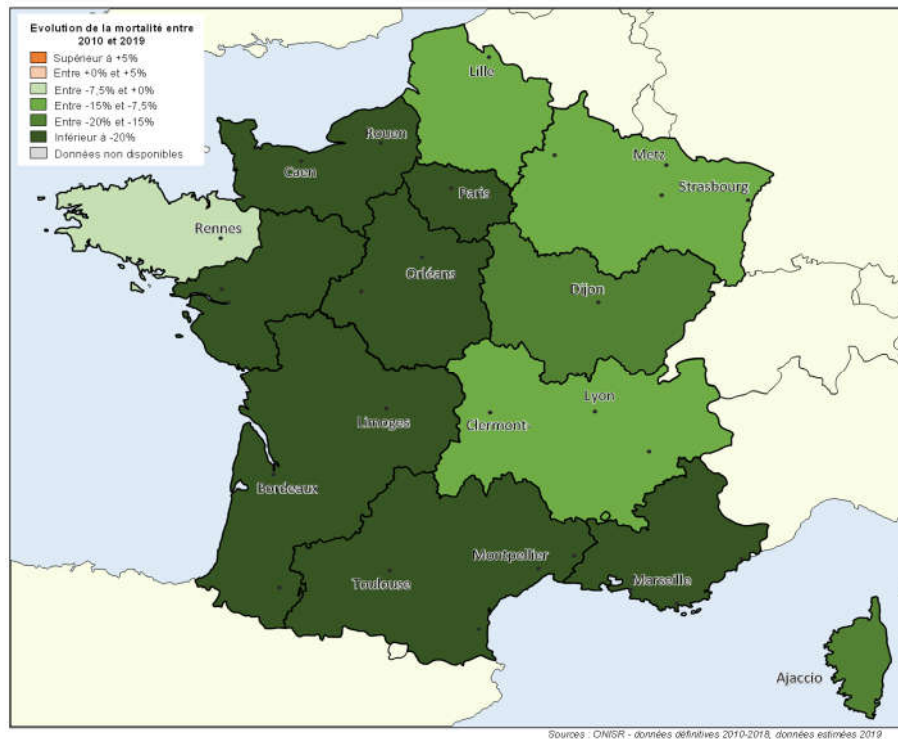 Evolution de la mortalité entre
2010 et 2019
Supérieur à +5%
Entre +0% et +5%
Entre -7,5% et +0%
Entre -15% et -7,5%
Entre -20% et -15%
Inférieur à -20%
Données non disponibles
Lille
Rouen
Caen
Metz
Paris
Strasbourg
Rennes
Orléans
Dijon
Lyon
Clermont
Limoges
Bordeaux
Montpellier
Toulouse
Marseille
Ajaccio
Sources : ONISR - données définitives 2010-2018, données estimées 2019